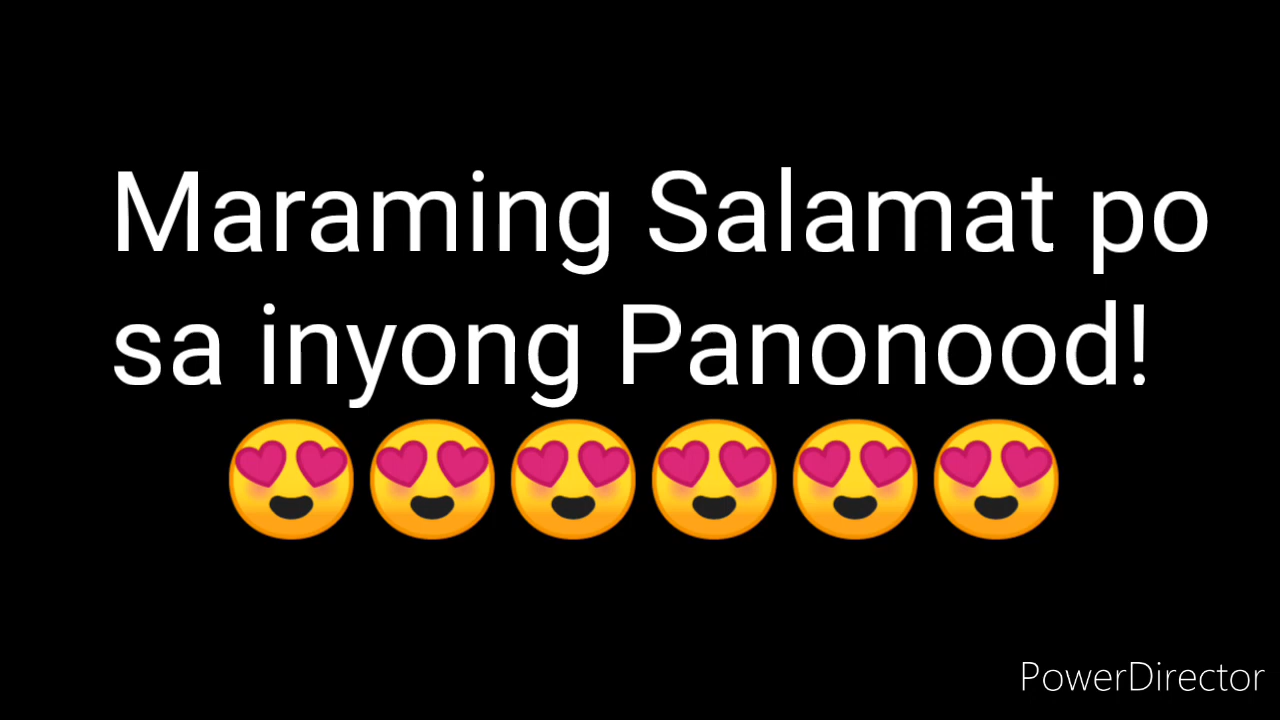 Maraming Salamat po
sa inyong Panonood!
😍😍😍😍😍😍
PowerDirector